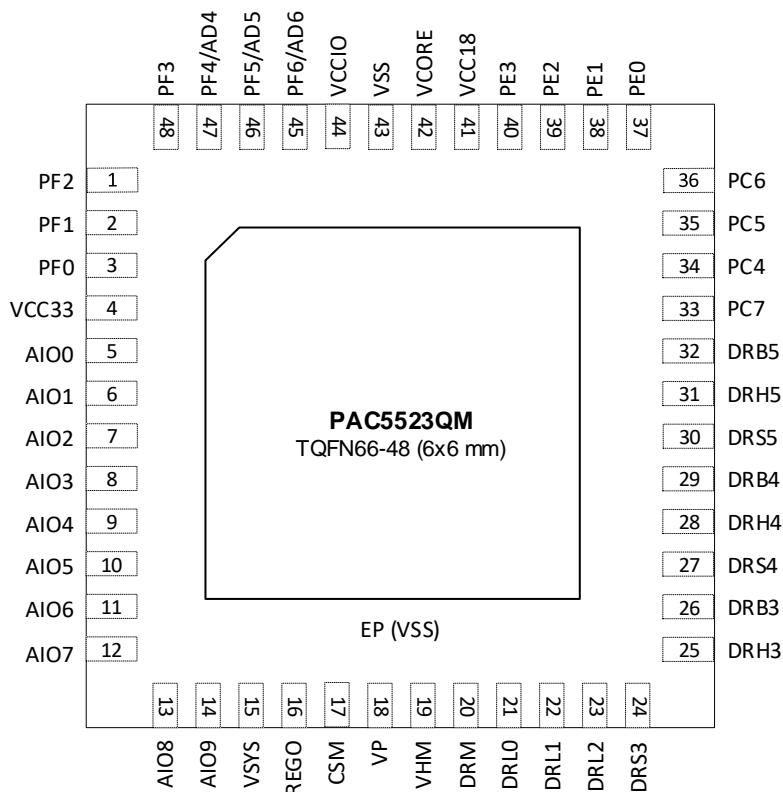 PF3
PF4/AD4
PF5/AD5
PF6/AD6
VCCIO
VSS
VCORE
VCC18
PE3
PE2
PE1
PE0
48
47
46
45
44
43
42
41
40
39
38
37
PF2 1
PF1 2
PF0 3
VCC33 4
AIO0 5
AIO1 6
AIO2 7
AIO3 8
AIO4 9
AIO5 10
AIO6 11
AIO7 12
36 PC6
35 PC5
34 PC4
33 PC7
32 DRB5
31 DRH5
30 DRS5
29 DRB4
28 DRH4
27 DRS4
26 DRB3
25 DRH3
PAC5523QM
TQFN66-48 (6x6 mm)
EP (VSS)
13
14
15
16
17
18
19
20
21
22
23
24
AIO8
AIO9
VSYS
REGO
CSM
VP
VHM
DRM
DRL0
DRL1
DRL2
DRS3